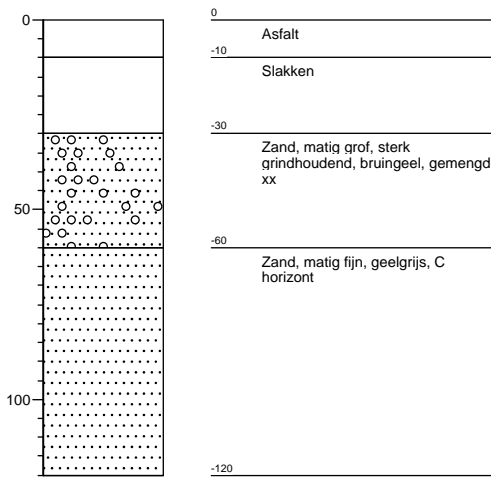 0
50
100
0
Asfalt
-10
Slakken
-30
Zand, matig grof, sterk
grindhoudend, bruingeel, gemengd
xx
-60
Zand, matig fijn, geelgrijs, C
horizont
-120